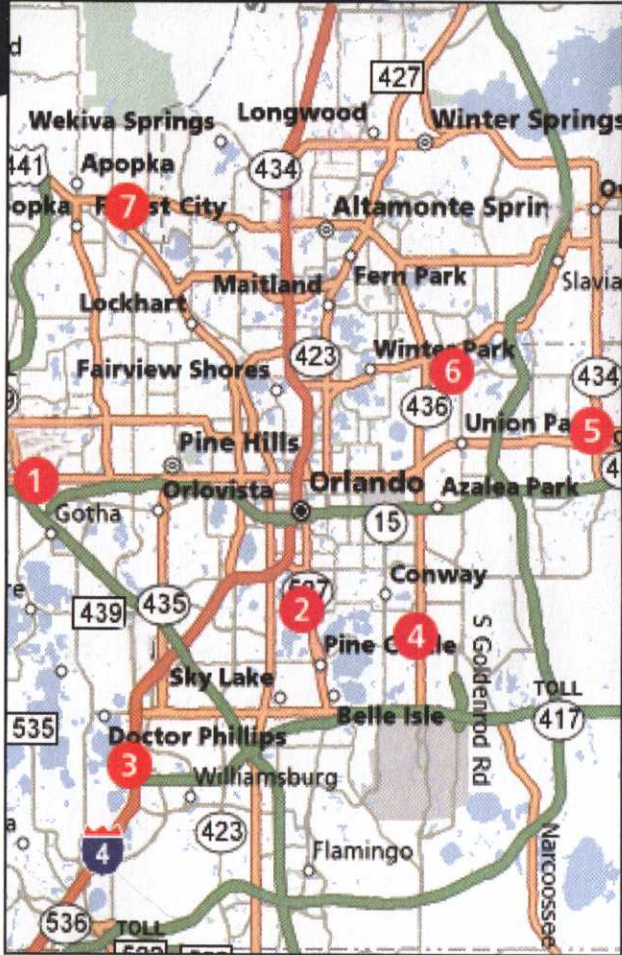 427
Longwood
Winter Springs
Wekiva Springs
434
441
Apopka
opka
7
st City
Altamonte Sprin
Maitland
Fern Park
Slavia
Lockhart
423
Winter Park
Fairview Shores
6
434
436
Union Pa
5
Pine Hills
1
Orlovista
Orlando
Azalea Park
4
Gotha
15
Conway
439
435
2
4
Pine C
le
S Goldenrod Rd
Sky Lake
535
Belle Isle
TOLL
417
Doctor Phillips
3
Williamsburg
423
4
Flamingo
Narcoossee
536
TOLL